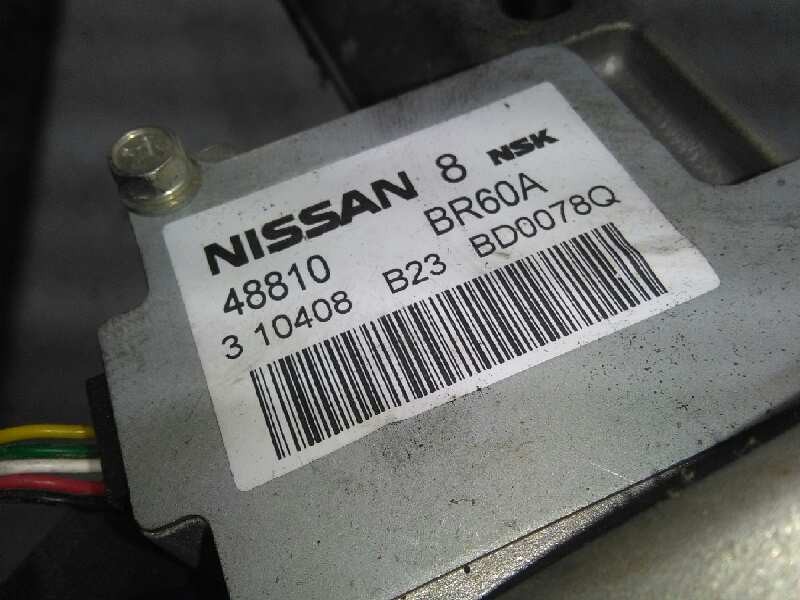 NISSAN 8 NSK
48810 BR60A
3 10408 B23 BD0078Q